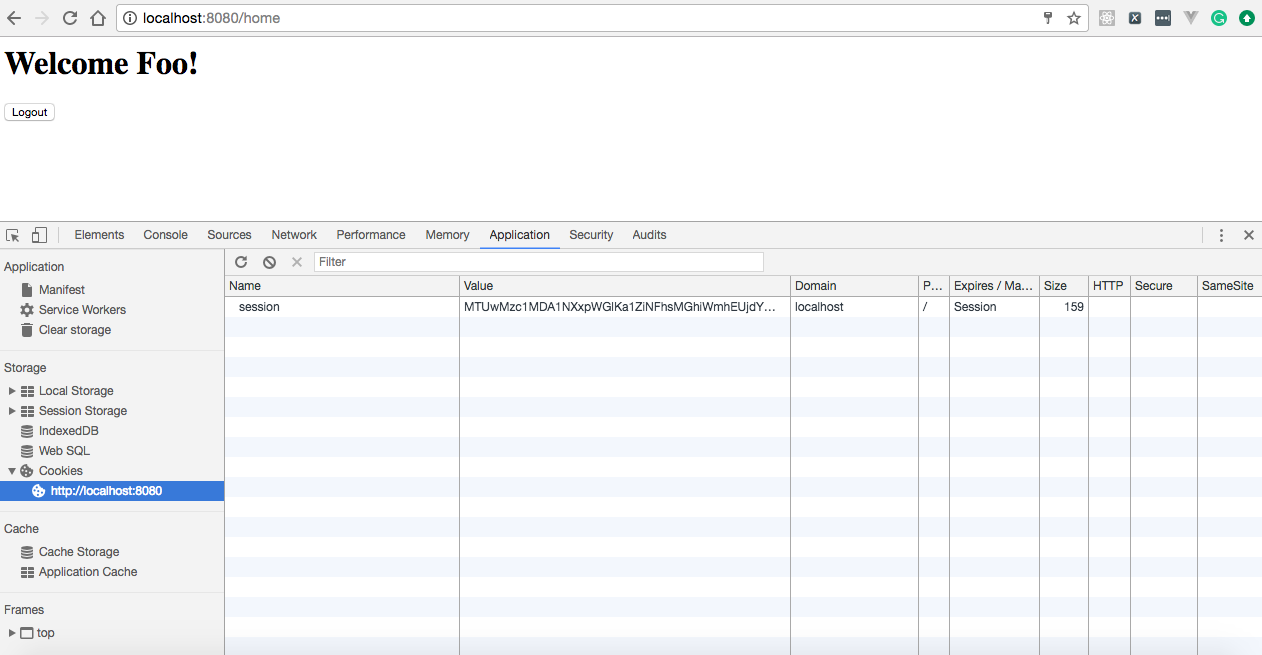 localhost:8080/home
Welcome Foo!
Logout
Elements Console Sources Network Performance Memory Application Security Audits
Application
Manifest
Service Workers
Clear storage
Storage
Local Storage
Session Storage
IndexedDB
Web SQL
Cookies
http://localhost:8080
Cache
Cache Storage
Application Cache
Frames
top
Filter
Name Value Domain P... Expires / Ma... Size HTTP Secure SameSite
session MTUwMzc1MDA1NXxpWGlKa1ZiNFhsMGhiWmhEUjdY... localhost / Session 159